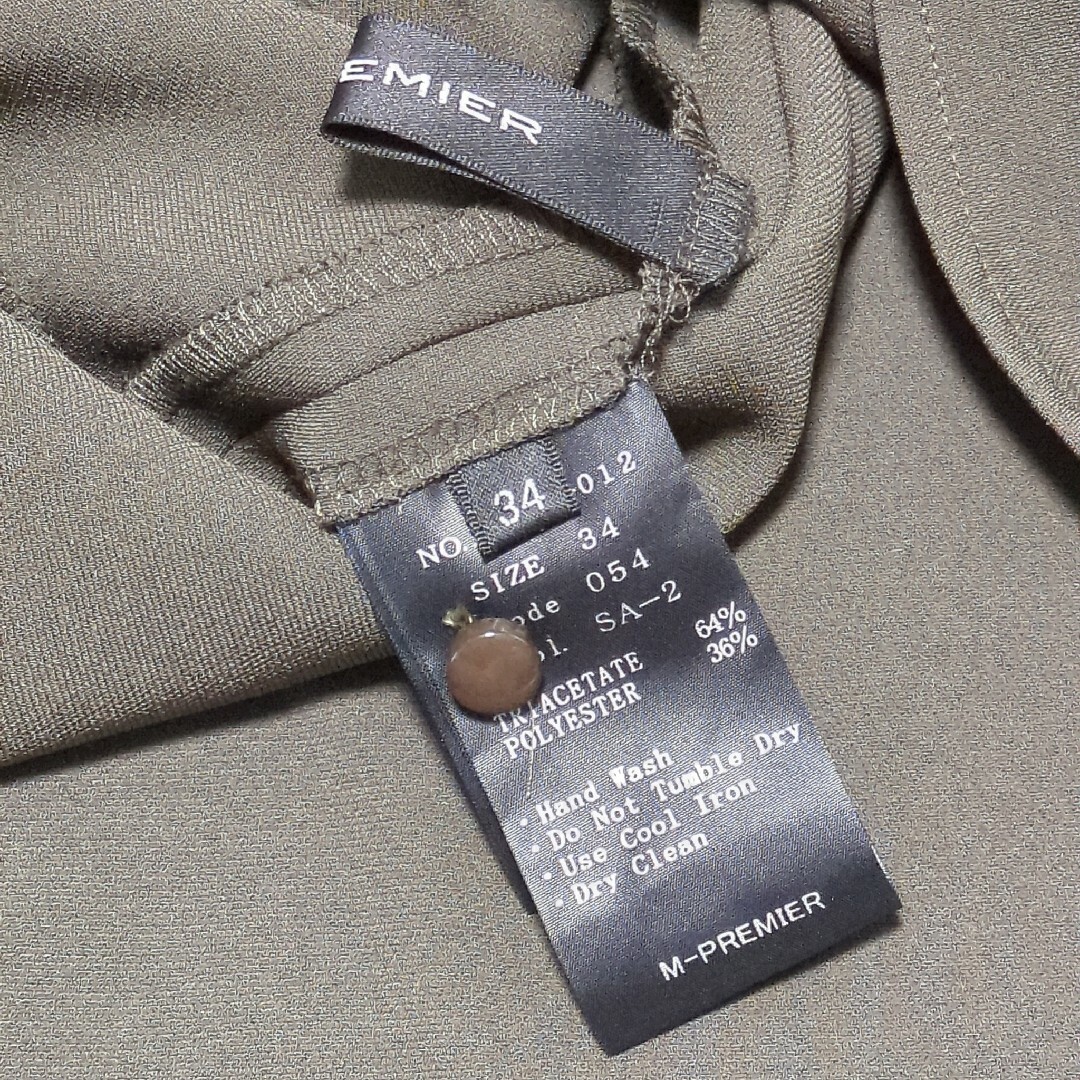 EMIER
34
NO. 012
SIZE 34
ode 054
l. SA-2
TRIACETATE 64%
POLYESTER 36%
・Hand Wash
・Do Not Tumble Dry
・Use Cool Iron
・Dry Clean
M-PREMIER